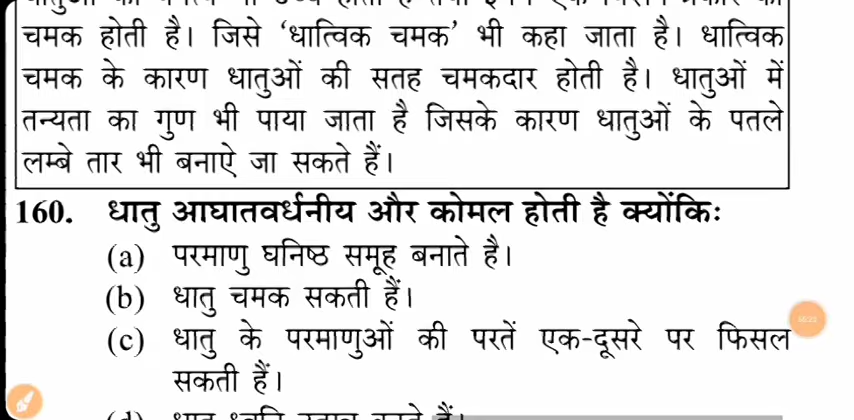 चमक होती है। जिसे ‘धात्विक चमक’ भी कहा जाता है। धात्विक
चमक के कारण धातुओं की सतह चमकदार होती है। धातुओं में
तन्यता का गुण भी पाया जाता है जिसके कारण धातुओं के पतले
लम्बे तार भी बनाऐ जा सकते हैं।
160. धातु आघातवर्धनीय और कोमल होती है क्योंकिः
(a) परमाणु घनिष्ठ समूह बनाते है।
(b) धातु चमक सकती हैं।
(c) धातु के परमाणुओं की परतें एक-दूसरे पर फिसल
सकती हैं।